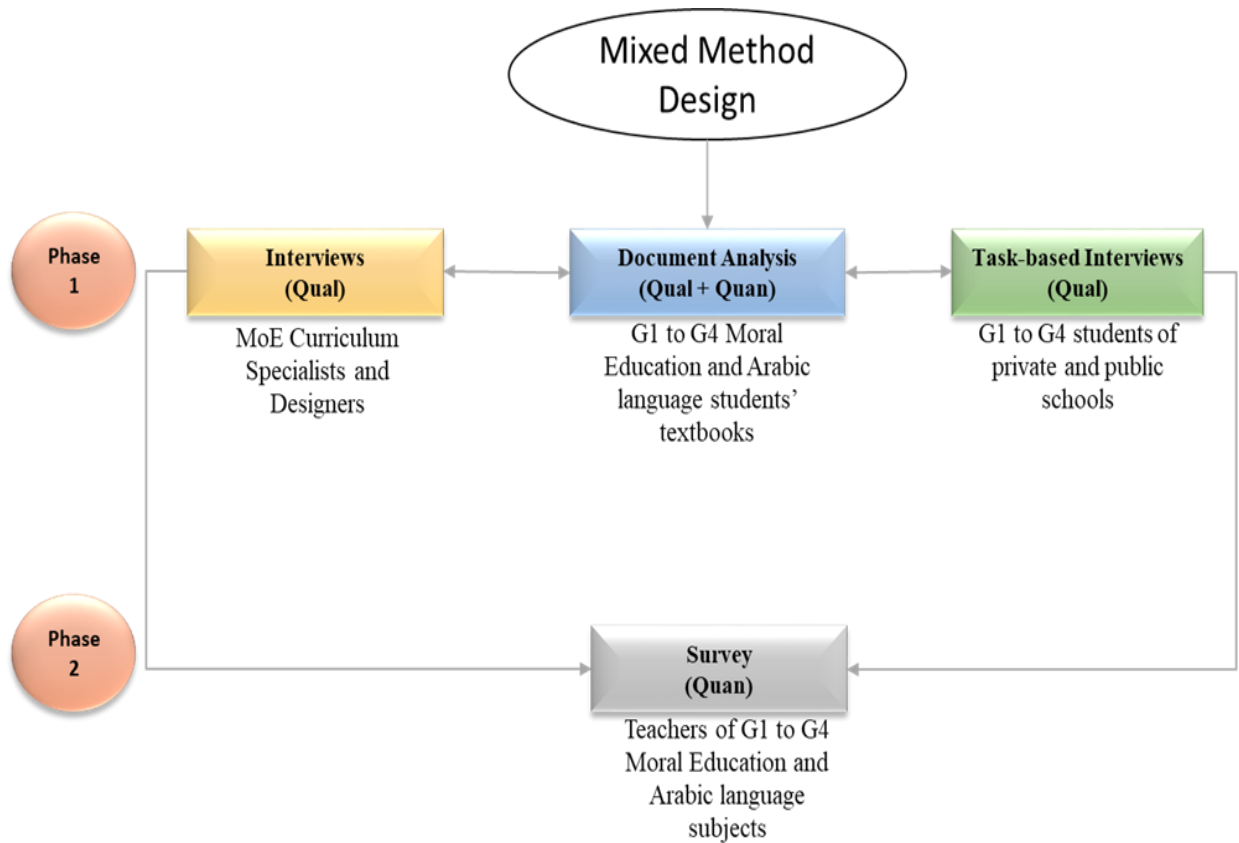 Mixed Method
Design
Phase
1
Interviews
(Qual)
MoE Curriculum
Specialists and
Designers
Document Analysis
(Qual + Quan)
G1 to G4 Moral
Education and Arabic
language students’
textbooks
Task-based Interviews
(Qual)
G1 to G4 students of
private and public
schools
Phase
2
Survey
(Quan)
Teachers of G1 to G4
Moral Education and
Arabic language
subjects